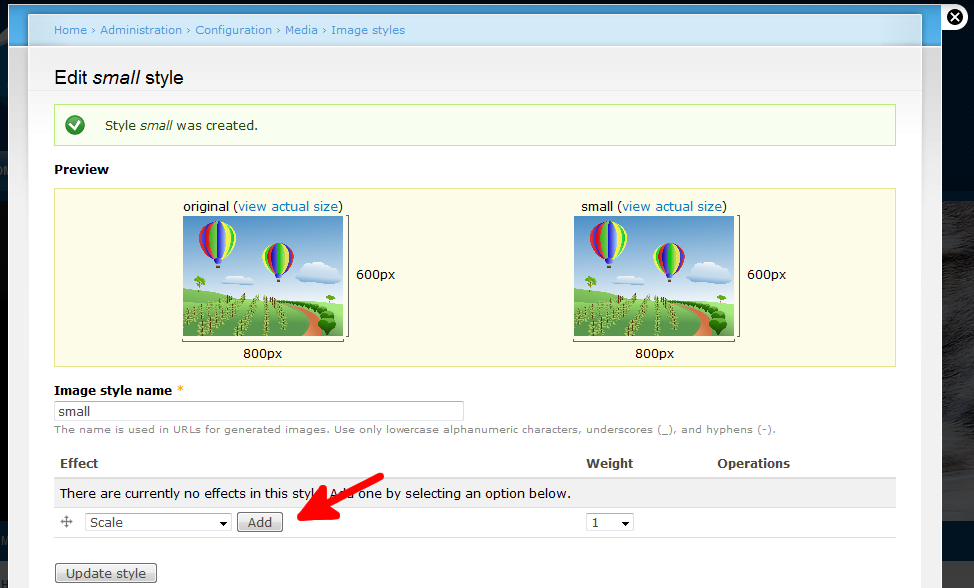 Home › Administration › Configuration › Media › Image styles
Edit small style
Style small was created.
Preview
original (view actual size)
small (view actual size)
600px
600px
800px
800px
Image style name *
small
The name is used in URLs for generated images. Use only lowercase alphanumeric characters, underscores (_), and hyphens (-).
Effect Weight Operations
There are currently no effects in this style. Add one by selecting an option below.
Scale Add 1
Update style